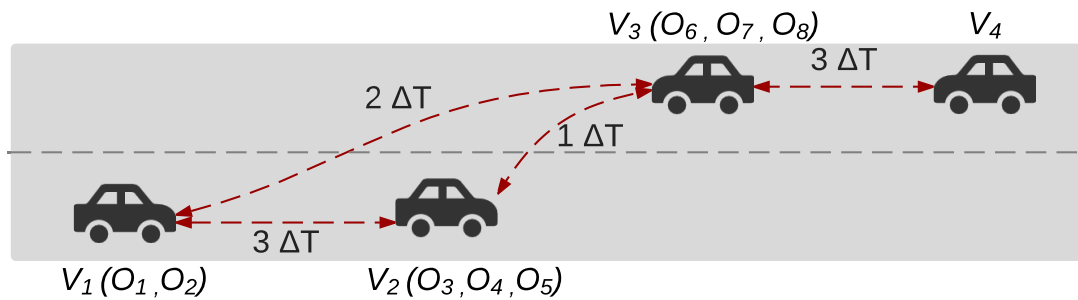 V3 (O6 , O7 , O8)
V4
3 ΔT
2 ΔT
1 ΔT
3 ΔT
V1 (O1 ,O2)
V2 (O3 ,O4 ,O5)